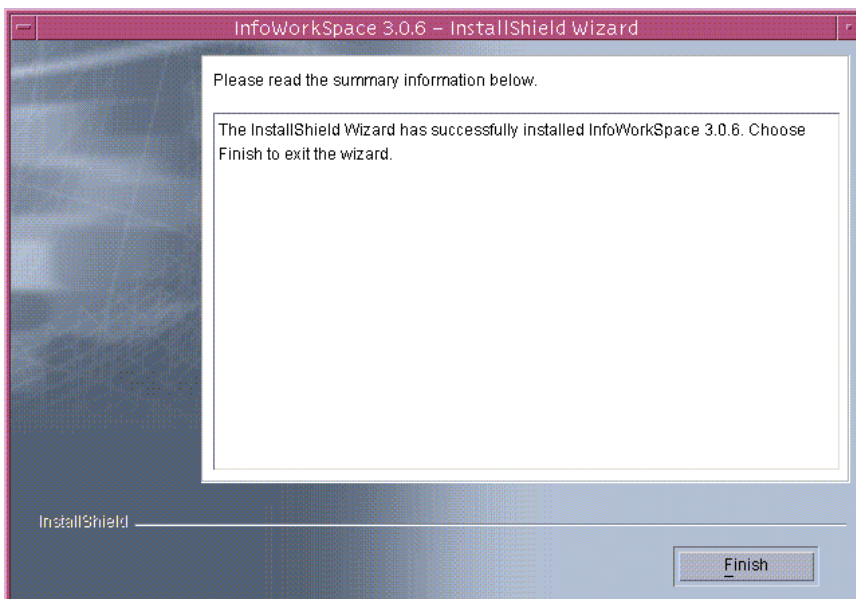 InfoWorkSpace 3.0.6 – InstallShield Wizard
Please read the summary information below.
The InstallShield Wizard has successfully installed InfoWorkSpace 3.0.6. Choose
Finish to exit the wizard.
InstallShield
Finish